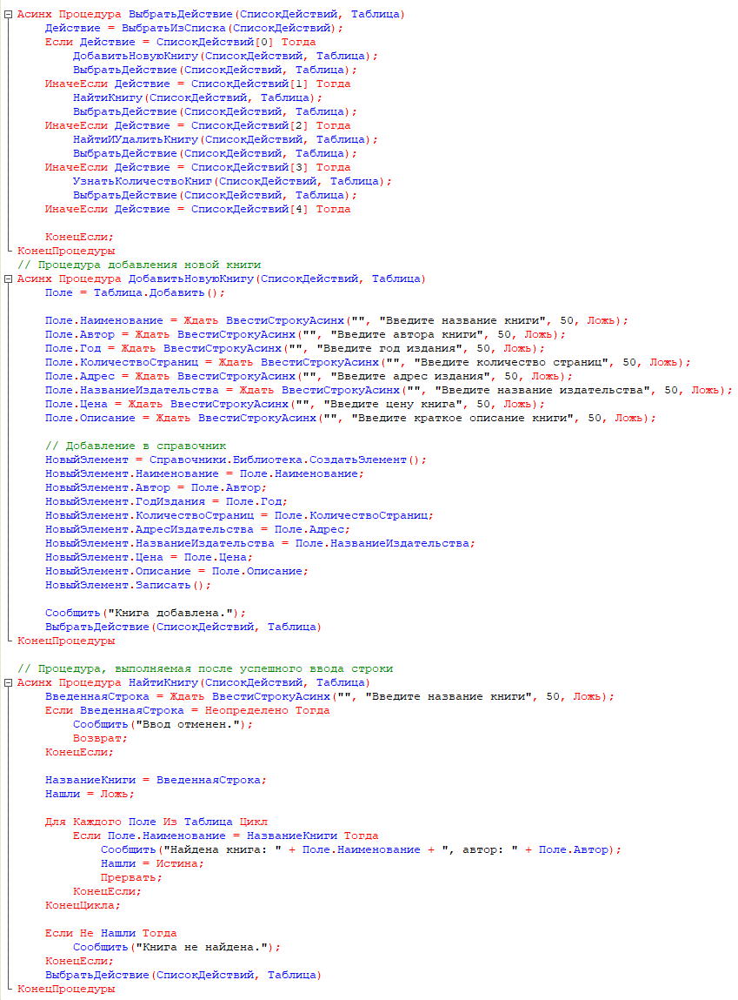 Асинх Процедура ВыбратьДействие(СписокДействий, Таблица)
    Действие = ВыбратьИзСписка(СписокДействий);
    Если Действие = СписокДействий[0] Тогда
        ДобавитьНовуюКнигу(СписокДействий, Таблица);
        ВыбратьДействие(СписокДействий, Таблица);
    ИначеЕсли Действие = СписокДействий[1] Тогда
        НайтиКнигу(СписокДействий, Таблица);
        ВыбратьДействие(СписокДействий, Таблица);
    ИначеЕсли Действие = СписокДействий[2] Тогда
        НайтиИУдалитьКнигу(СписокДействий, Таблица);
        ВыбратьДействие(СписокДействий, Таблица);
    ИначеЕсли Действие = СписокДействий[3] Тогда
        УзнатьКоличествоКниг(СписокДействий, Таблица);
        ВыбратьДействие(СписокДействий, Таблица);
    ИначеЕсли Действие = СписокДействий[4] Тогда

    КонецЕсли;
КонецПроцедуры
// Процедура добавления новой книги
Асинх Процедура ДобавитьНовуюКнигу(СписокДействий, Таблица)
    Поле = Таблица.Добавить();

    Поле.Наименование = Ждать ВвестиСтрокуАсинх("", "Введите название книги", 50, Ложь);
    Поле.Автор = Ждать ВвестиСтрокуАсинх("", "Введите автора книги", 50, Ложь);
    Поле.Год = Ждать ВвестиСтрокуАсинх("", "Введите год издания", 50, Ложь);
    Поле.КоличествоСтраниц = Ждать ВвестиСтрокуАсинх("", "Введите количество страниц", 50, Ложь);
    Поле.Адрес = Ждать ВвестиСтрокуАсинх("", "Введите адрес издания", 50, Ложь);
    Поле.НазваниеИздательства = Ждать ВвестиСтрокуАсинх("", "Введите название издательства", 50, Ложь);
    Поле.Цена = Ждать ВвестиСтрокуАсинх("", "Введите цену книга", 50, Ложь);
    Поле.Описание = Ждать ВвестиСтрокуАсинх("", "Введите краткое описание книги", 50, Ложь);

    // Добавление в справочник
    НовыйЭлемент = Справочники.Библиотека.СоздатьЭлемент();
    НовыйЭлемент.Наименование = Поле.Наименование;
    НовыйЭлемент.Автор = Поле.Автор;
    НовыйЭлемент.ГодИздания = Поле.Год;
    НовыйЭлемент.КоличествоСтраниц = Поле.КоличествоСтраниц;
    НовыйЭлемент.АдресИздательства = Поле.Адрес;
    НовыйЭлемент.НазваниеИздательства = Поле.НазваниеИздательства;
    НовыйЭлемент.Цена = Поле.Цена;
    НовыйЭлемент.Описание = Поле.Описание;
    НовыйЭлемент.Записать();

    Сообщить("Книга добавлена.");
    ВыбратьДействие(СписокДействий, Таблица)
КонецПроцедуры

// Процедура, выполняемая после успешного ввода строки
Асинх Процедура НайтиКнигу(СписокДействий, Таблица)
    ВведеннаяСтрока = Ждать ВвестиСтрокуАсинх("", "Введите название книги", 50, Ложь);
    Если ВведеннаяСтрока = Неопределено Тогда
        Сообщить("Ввод отменен.");
        Возврат;
    КонецЕсли;

    НазваниеКниги = ВведеннаяСтрока;
    Нашли = Ложь;

    Для Каждого Поле Из Таблица Цикл
        Если Поле.Наименование = НазваниеКниги Тогда
            Сообщить("Найдена книга: " + Поле.Наименование + ", автор: " + Поле.Автор);
            Нашли = Истина;
            Прервать;
        КонецЕсли;
    КонецЦикла;

    Если Не Нашли Тогда
        Сообщить("Книга не найдена.");
    КонецЕсли;
    ВыбратьДействие(СписокДействий, Таблица)
КонецПроцедуры